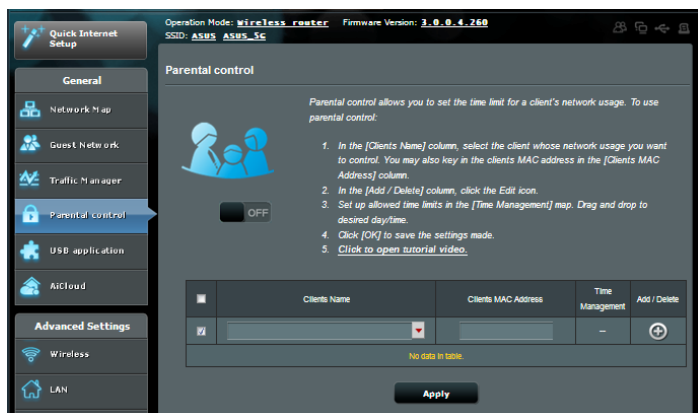 Quick Internet
Setup
Operation Mode: Wireless router Firmware Version: 3.0.0.4.260
SSID: ASUS ASUS_5G
General
Network Map
Guest Network
Traffic Manager
Parental control
USB application
AiCloud
Advanced Settings
Wireless
LAN
Parental control
Parental control allows you to set the time limit for a client's network usage. To use
parental control:
1. In the [Clients Name] column, select the client whose network usage you want
to control. You may also key in the clients MAC address in the [Clients MAC
Address] column.
2. In the [Add / Delete] column, click the Edit icon.
3. Set up allowed time limits in the [Time Management] map. Drag and drop to
desired day/time.
4. Click [OK] to save the settings made.
5. Click to open tutorial video.
OFF
Clients Name
Clients MAC Address
Time
Management
Add / Delete
–
No data in table.
Apply